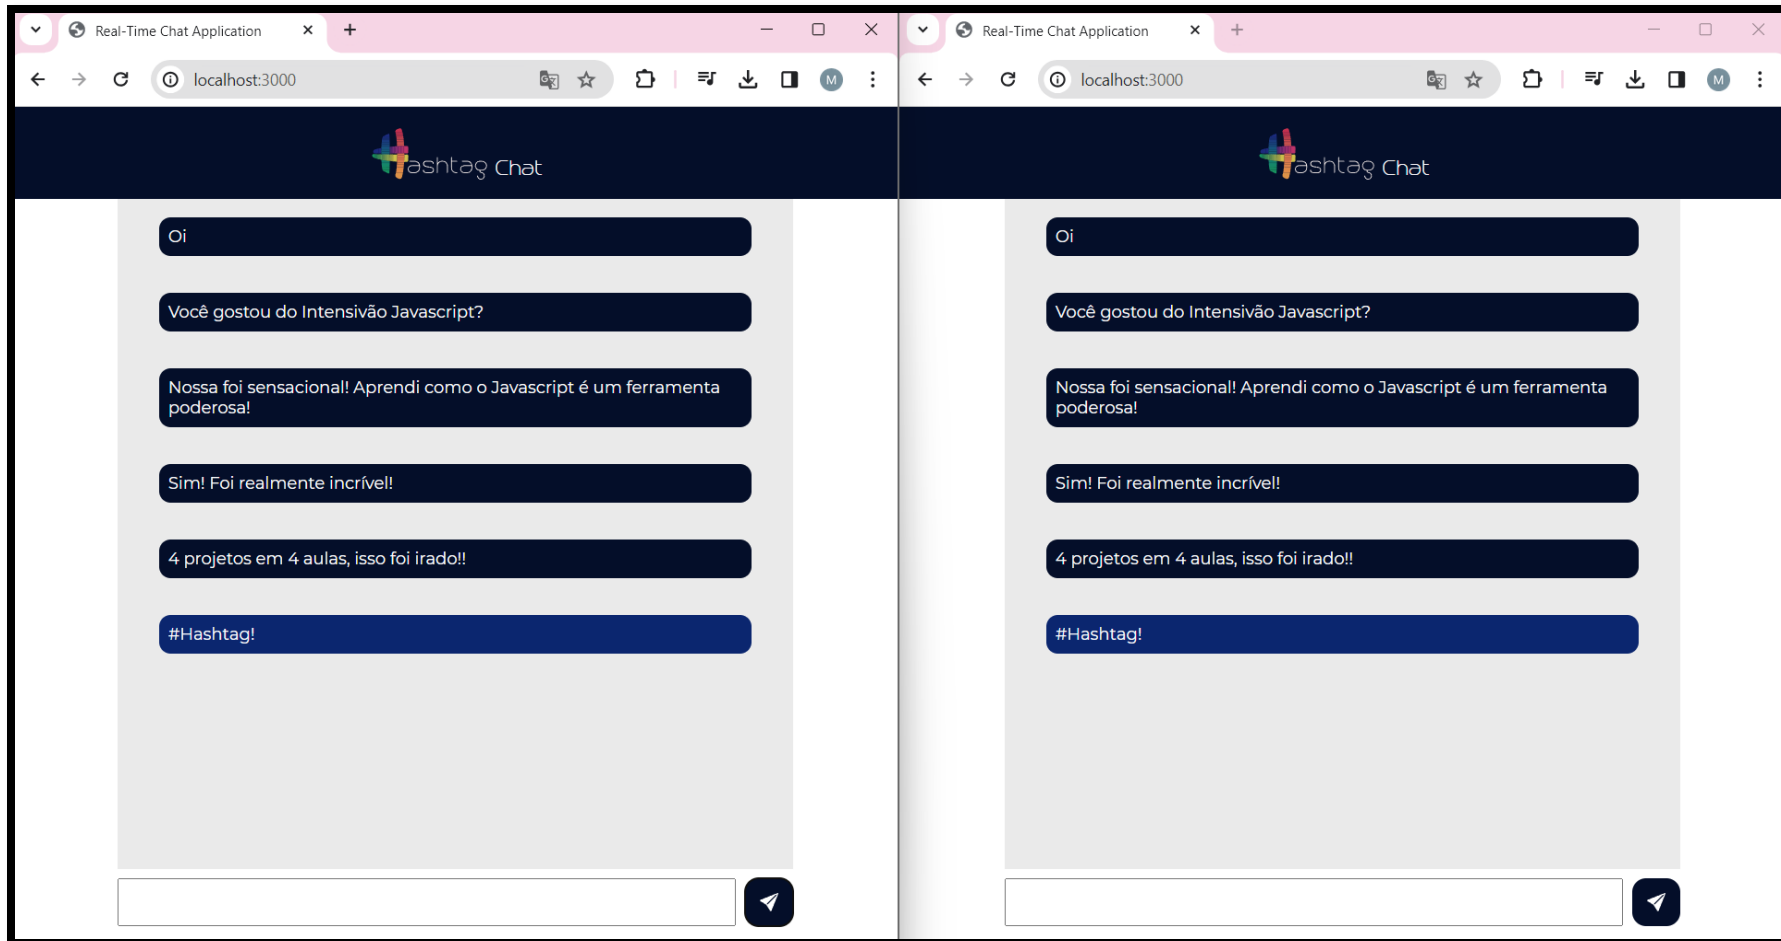 Real-Time Chat Application
localhost:3000
M
Hashtag Chat
Oi
Você gostou do Intensivão Javascript?
Nossa foi sensacional! Aprendi como o Javascript é um ferramenta
poderosa!
Sim! Foi realmente incrível!
4 projetos em 4 aulas, isso foi irado!!
#Hashtag!
Real-Time Chat Application
localhost:3000
M
Hashtag Chat
Oi
Você gostou do Intensivão Javascript?
Nossa foi sensacional! Aprendi como o Javascript é um ferramenta
poderosa!
Sim! Foi realmente incrível!
4 projetos em 4 aulas, isso foi irado!!
#Hashtag!